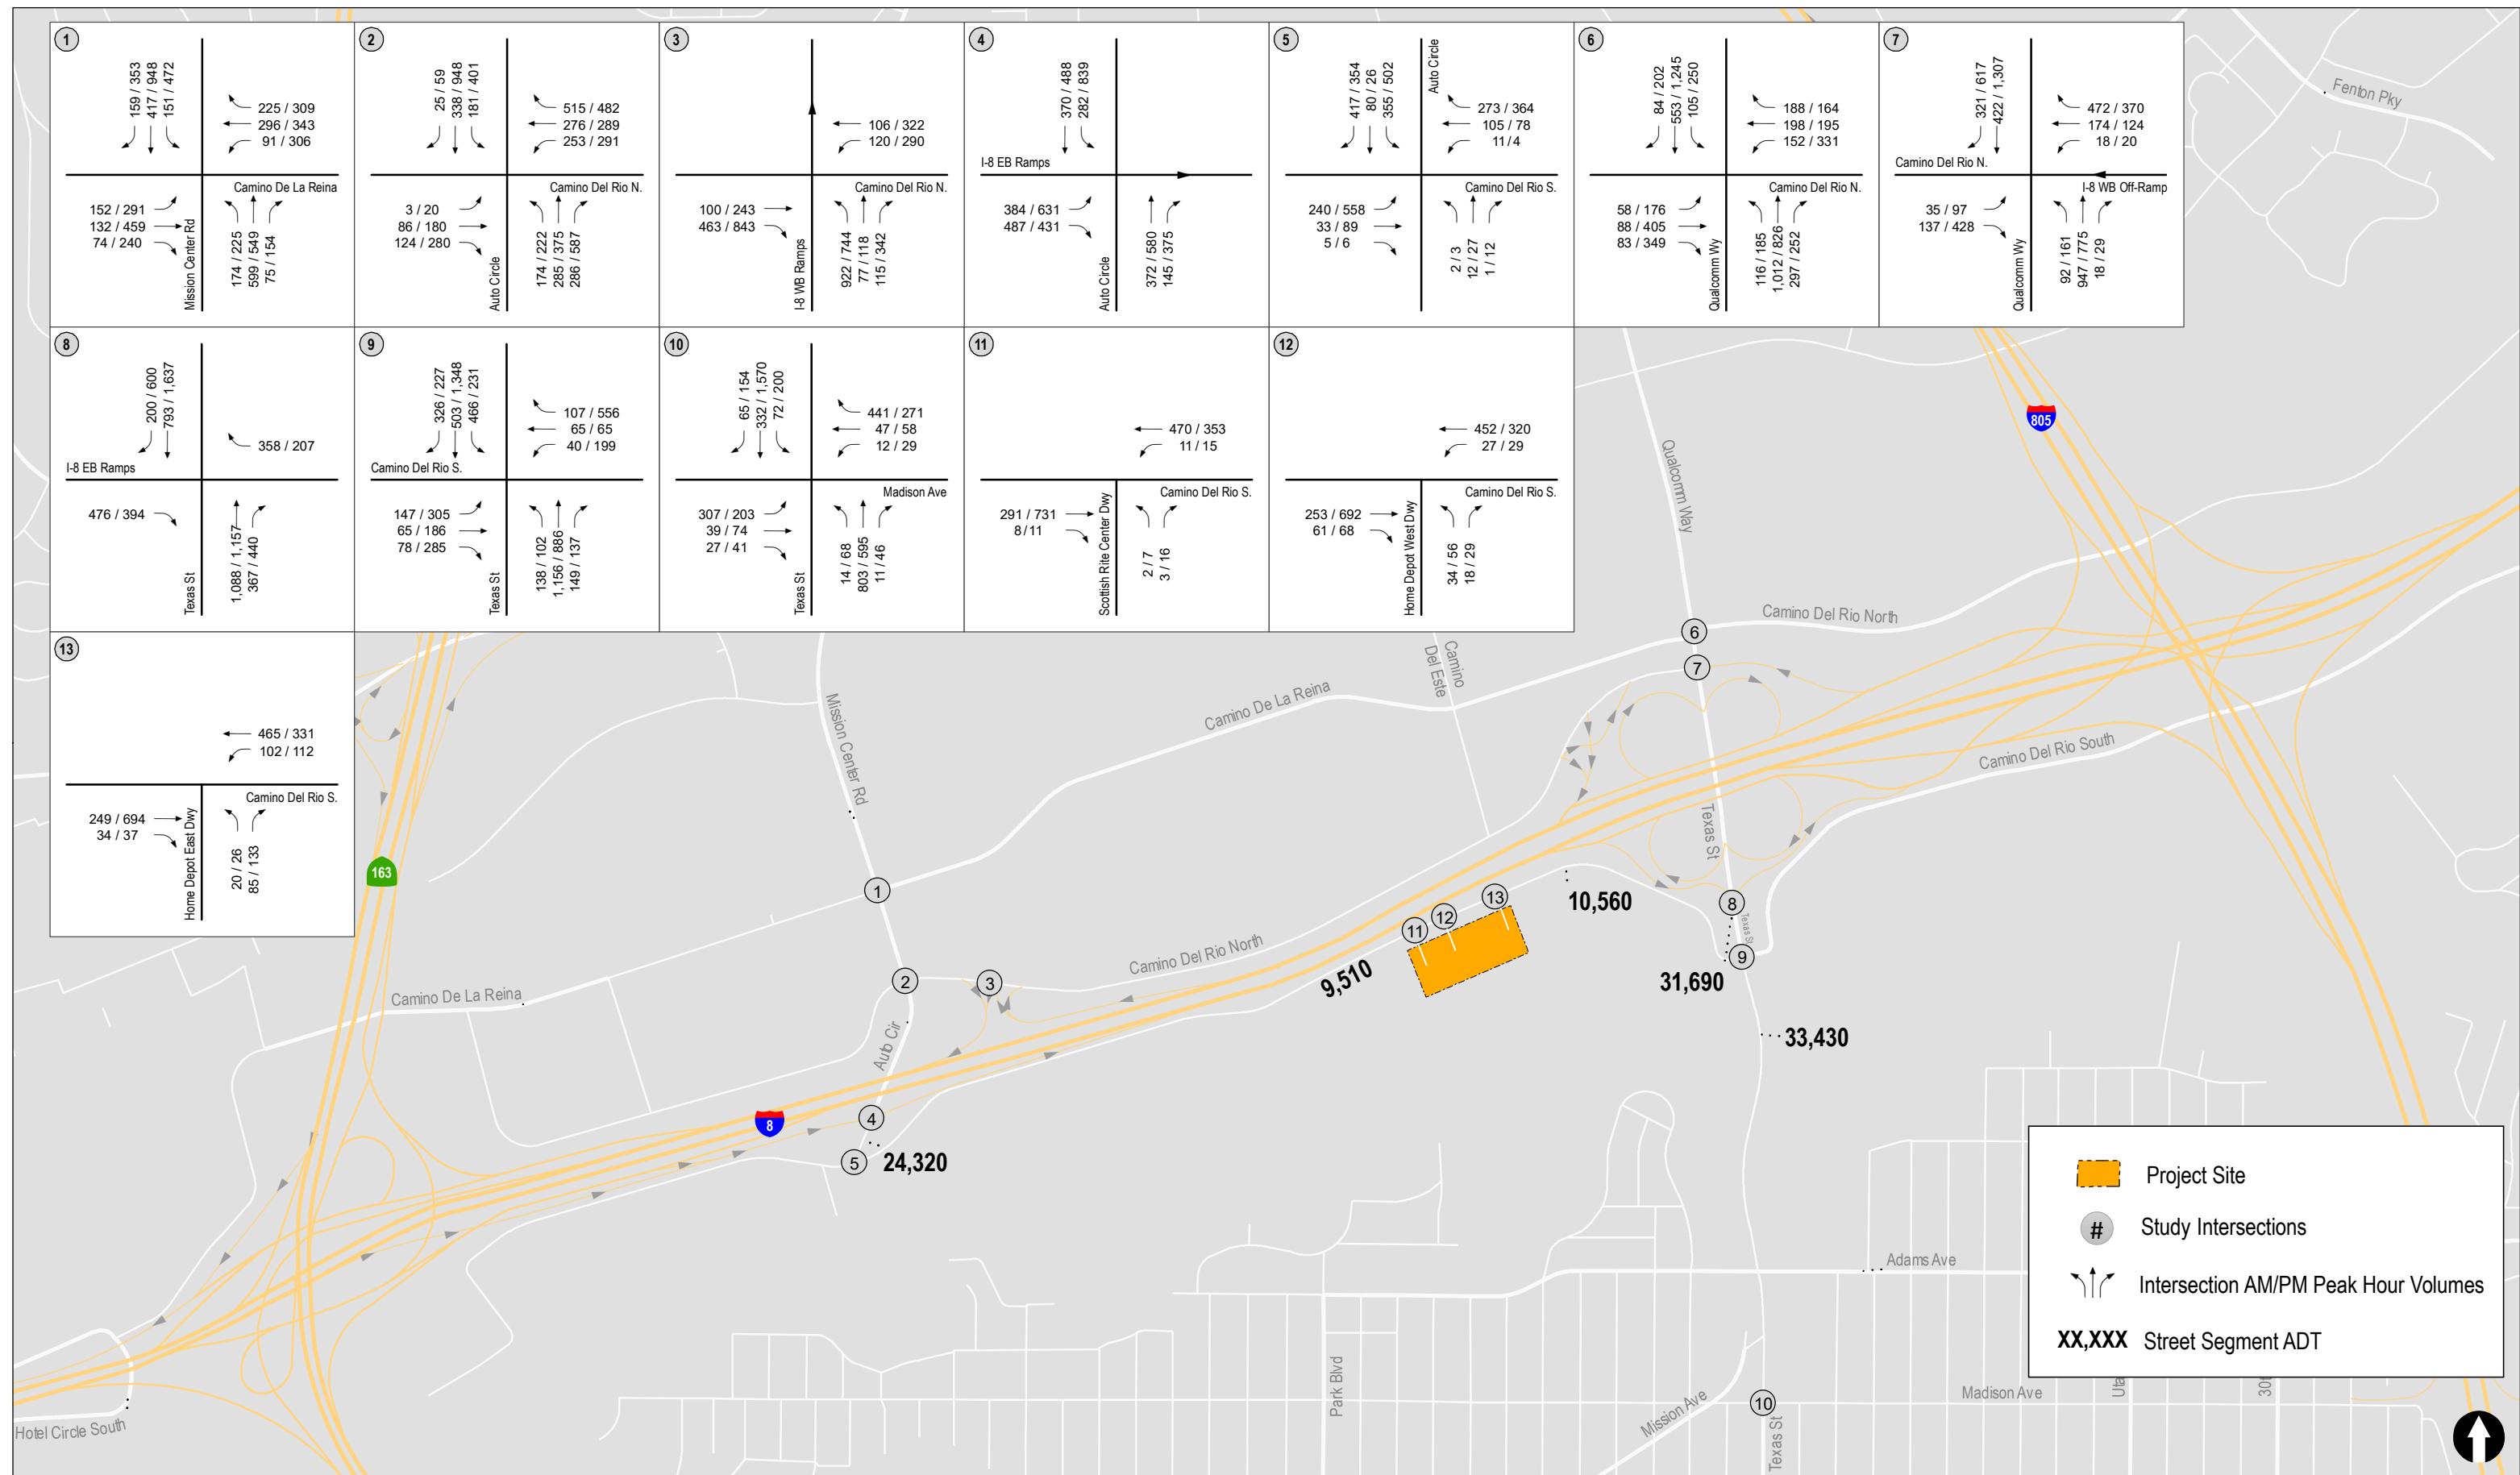 1
159 / 353
417 / 948
151 / 472
225 / 309
296 / 343
91 / 306
Camino De La Reina
152 / 291
132 / 459
74 / 240
Mission Center Rd
174 / 225
599 / 549
75 / 154
2
25 / 59
338 / 948
181 / 401
515 / 482
276 / 289
253 / 291
Camino Del Rio N.
3 / 20
86 / 180
124 / 280
Auto Circle
174 / 222
285 / 375
286 / 587
3
106 / 322
120 / 290
Camino Del Rio N.
100 / 243
463 / 843
I-8 WB Ramps
922 / 744
77 / 118
115 / 342
4
370 / 488
282 / 839
I-8 EB Ramps
384 / 631
487 / 431
Auto Circle
372 / 580
145 / 375
5
417 / 354
80 / 26
355 / 502
Auto Circle
273 / 364
105 / 78
11 / 4
Camino Del Rio S.
240 / 558
33 / 89
5 / 6
2 / 3
12 / 27
1 / 12
6
84 / 202
553 / 1,245
105 / 250
188 / 164
198 / 195
152 / 331
Camino Del Rio N.
58 / 176
88 / 405
83 / 349
Qualcomm Wy
116 / 185
1,012 / 826
297 / 252
7
321 / 617
422 / 1,307
472 / 370
174 / 124
18 / 20
Camino Del Rio N.
I-8 WB Off-Ramp
35 / 97
137 / 428
Qualcomm Wy
92 / 161
947 / 775
18 / 29
8
200 / 600
793 / 1,637
358 / 207
I-8 EB Ramps
476 / 394
Texas St
1,088 / 1,157
367 / 440
9
326 / 227
503 / 1,348
466 / 231
107 / 556
65 / 65
40 / 199
Camino Del Rio S.
147 / 305
65 / 186
78 / 285
Texas St
138 / 102
1,156 / 886
149 / 137
10
65 / 154
332 / 1,570
72 / 200
441 / 271
47 / 58
12 / 29
Madison Ave
307 / 203
39 / 74
27 / 41
Texas St
14 / 68
803 / 595
11 / 46
11
470 / 353
11 / 15
Camino Del Rio S.
291 / 731
8 / 11
Scottish Rite Center Dwy
2 / 7
3 / 16
12
452 / 320
27 / 29
Camino Del Rio S.
253 / 692
61 / 68
Home Depot West Dwy
34 / 56
18 / 29
13
465 / 331
102 / 112
Camino Del Rio S.
249 / 694
34 / 37
Home Depot East Dwy
20 / 26
85 / 133
Fenton Pky
805
Qualcomm Way
Camino Del Rio North
6
7
Camino
Del Este
Camino De La Reina
Mission Center Rd
Camino Del Rio South
Texas St
163
1
10,560
13
12
11
8
Texas St
9
31,690
Camino Del Rio North
9,510
2
3
Camino De La Reina
Auto Cir
33,430
4
8
5
24,320
Adams Ave
Park Blvd
Mission Ave
10
Texas St
Madison Ave
Uta
30t
Hotel Circle South
Project Site
#
Study Intersections
Intersection AM/PM Peak Hour Volumes
XX,XXX
Street Segment ADT